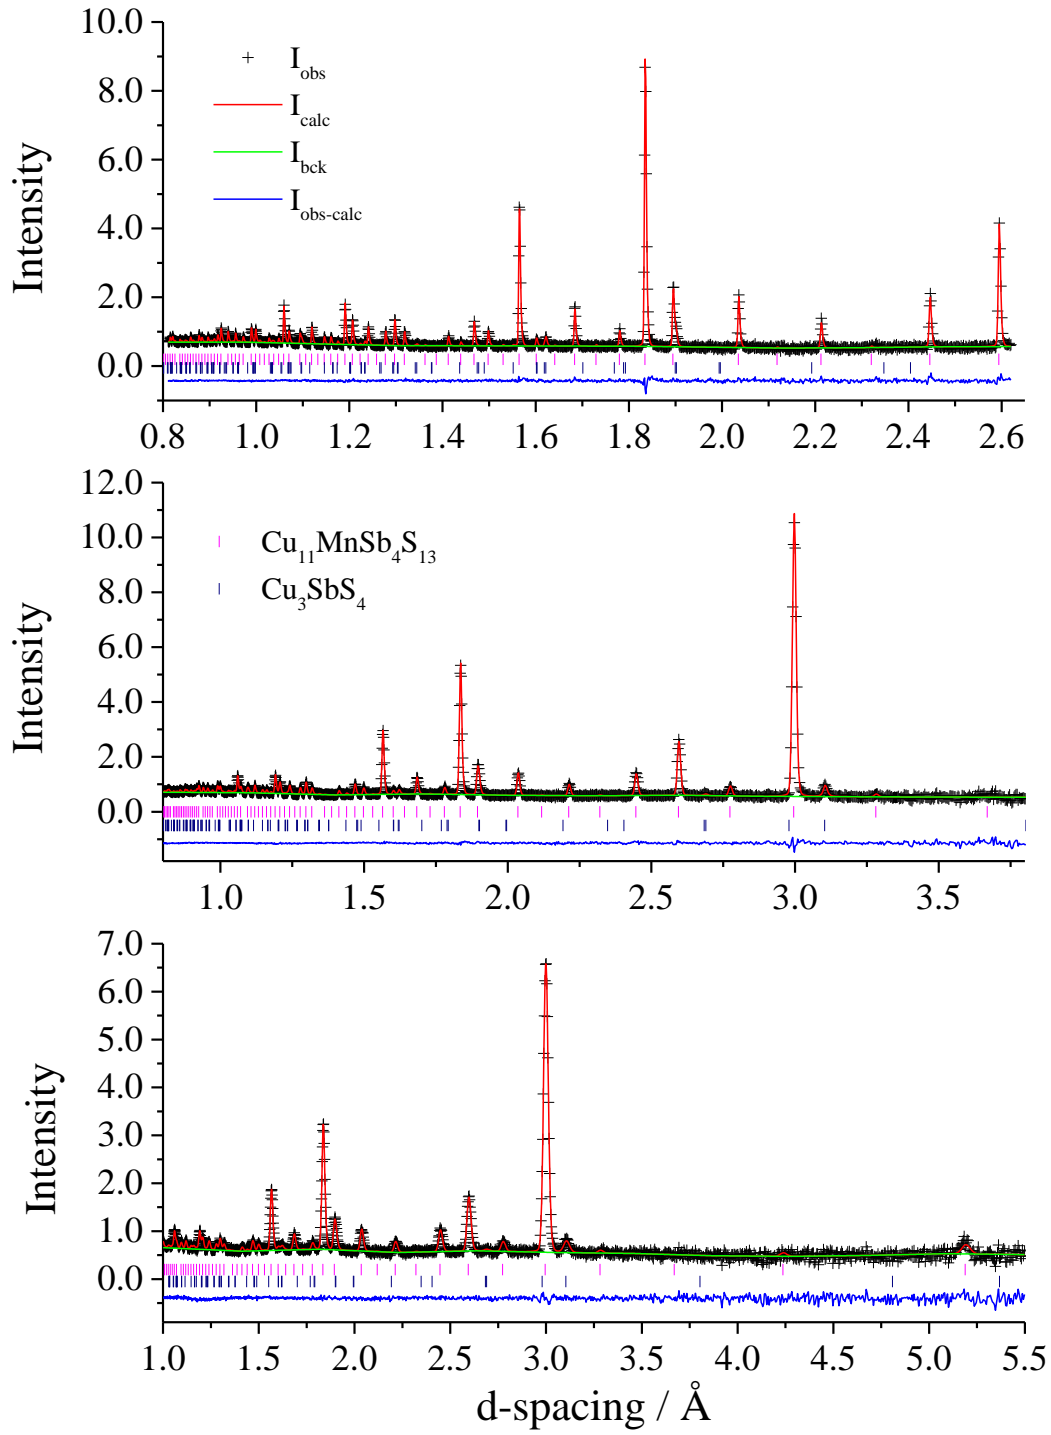 10.0
8.0
6.0
4.0
2.0
0.0
Intensity
I_obs
I_calc
I_bck
I_obs-calc
0.8 1.0 1.2 1.4 1.6 1.8 2.0 2.2 2.4 2.6
12.0
10.0
8.0
6.0
4.0
2.0
0.0
Intensity
Cu₁₁MnSb₄S₁₃
Cu₃SbS₄
1.0 1.5 2.0 2.5 3.0 3.5
7.0
6.0
5.0
4.0
3.0
2.0
1.0
0.0
Intensity
1.0 1.5 2.0 2.5 3.0 3.5 4.0 4.5 5.0 5.5
d-spacing / Å